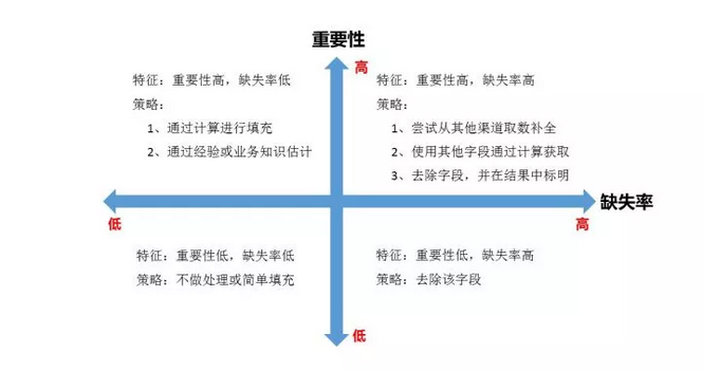 重要性
高
特征：重要性高，缺失率低
策略：
1、通过计算进行填充
2、通过经验或业务知识估计
特征：重要性高，缺失率高
策略：
1、尝试从其他渠道取数补全
2、使用其他字段通过计算获取
3、去除字段，并在结果中标明
缺失率
低
高
特征：重要性低，缺失率低
策略：不做处理或简单填充
特征：重要性低，缺失率高
策略：去除该字段
低